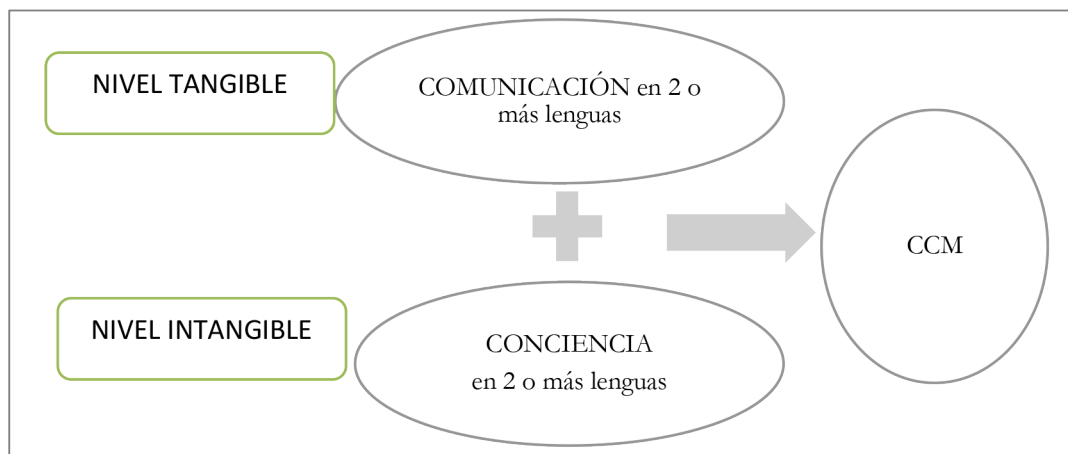 NIVEL TANGIBLE
COMUNICACIÓN en 2 o
más lenguas
CCM
NIVEL INTANGIBLE
CONCIENCIA
en 2 o más lenguas